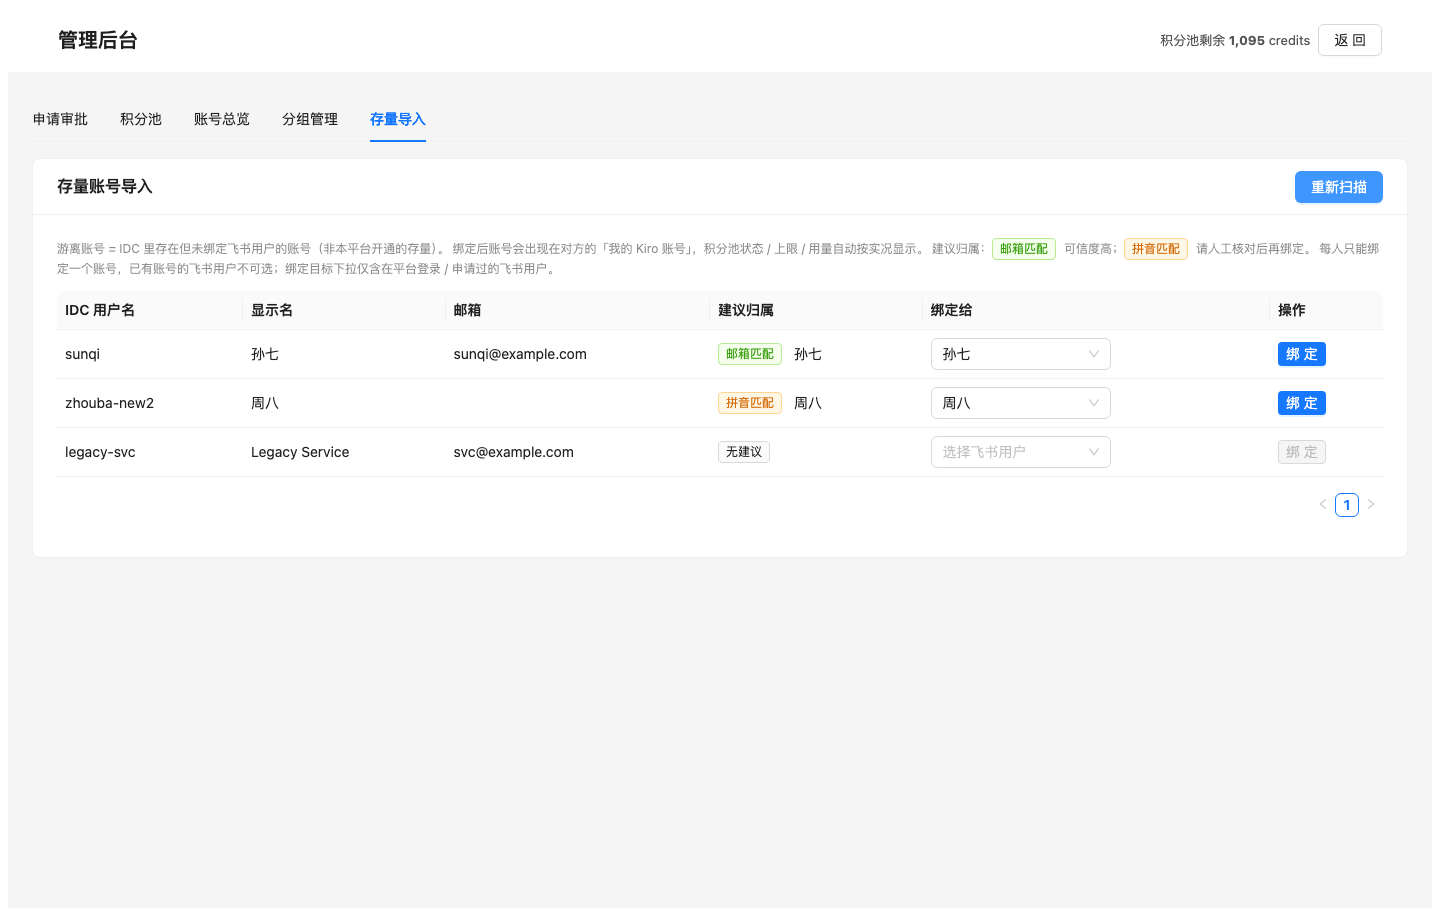 管理后台
积分池剩余 1,095 credits
返 回
申请审批 积分池 账号总览 分组管理 存量导入
存量账号导入
重新扫描
游离账号 = IDC 里存在但未绑定飞书用户的账号（非本平台开通的存量）。 绑定后账号会出现在对方的「我的 Kiro 账号」，积分池状态 / 上限 / 用量自动按实况显示。 建议归属： 邮箱匹配 可信度高； 拼音匹配 请人工核对后再绑定。 每人只能绑
定一个账号，已有账号的飞书用户不可选；绑定目标下拉仅含在平台登录 / 申请过的飞书用户。
IDC 用户名 显示名 邮箱 建议归属 绑定给 操作
sunqi 孙七 sunqi@example.com 邮箱匹配 孙七 孙七 绑 定
zhouba-new2 周八 拼音匹配 周八 周八 绑 定
legacy-svc Legacy Service svc@example.com 无建议 选择飞书用户 绑 定
1